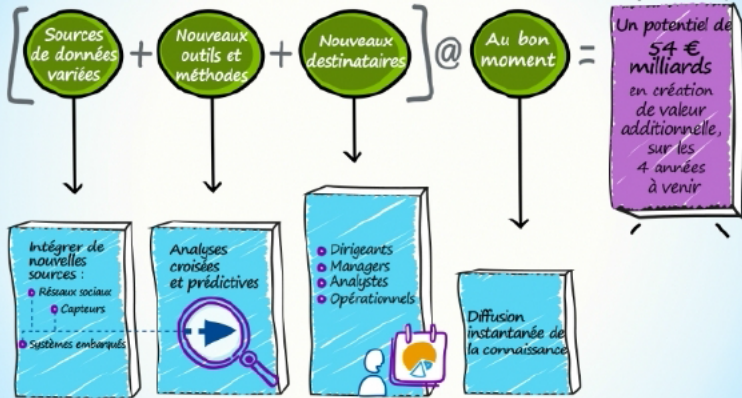 [
Sources
de données
variées
+
Nouveaux
outils et
méthodes
+
Nouveaux
destinataires
]
@
Au bon
moment
=
Un potentiel de
54 €
milliards
en création
de valeur
additionnelle,
sur les
4 années
à venir
Intégrer de
nouvelles
sources :
Réseaux sociaux
Capteurs
Systèmes embarqués
Analyses
croisées
et prédictives
Dirigeants
Managers
Analystes
Opérationnels
Diffusion
instantanée de
la connaissance